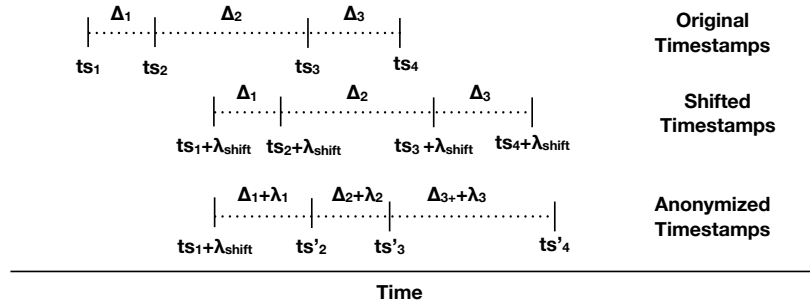 Δ1 Δ2 Δ3 Original
Timestamps
ts1 ts2 ts3 ts4
Δ1 Δ2 Δ3 Shifted
Timestamps
ts1+λshift ts2+λshift ts3+λshift ts4+λshift
Δ1+λ1 Δ2+λ2 Δ3++λ3 Anonymized
Timestamps
ts1+λshift ts'2 ts'3 ts'4
Time